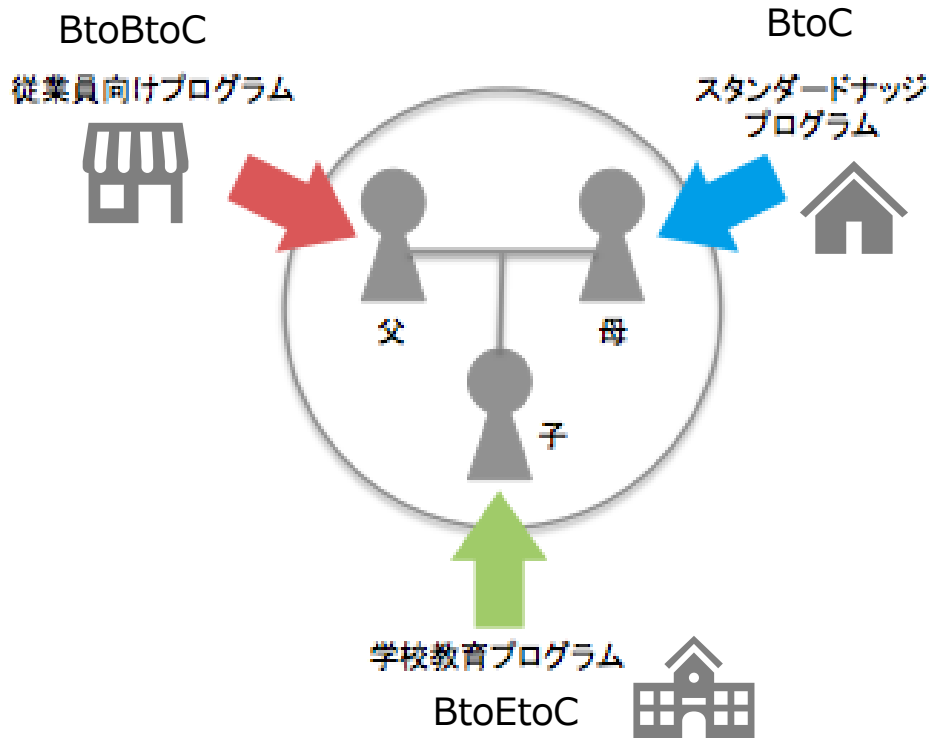 BtoBtoC
従業員向けプログラム
BtoC
スタンダードナッジ
プログラム
父
母
子
学校教育プログラム
BtoEtoC